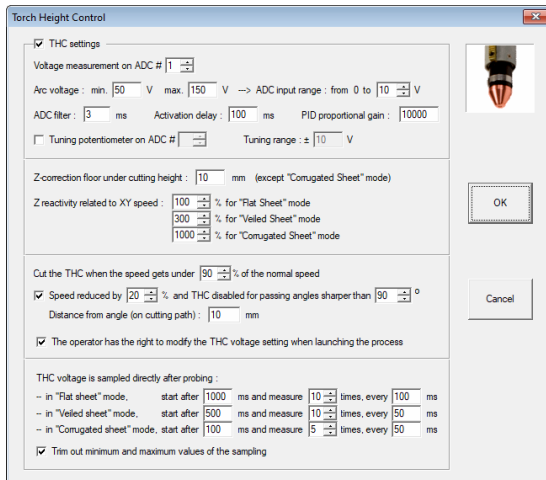 Torch Height Control
THC settings
Voltage measurement on ADC # 1
Arc voltage : min. 50 V max. 150 V ---> ADC input range : from 0 to 10 V
ADC filter : 3 ms Activation delay : 100 ms PID proportional gain : 10000
Tuning potentiometer on ADC # Tuning range : ± 10 V
Z-correction floor under cutting height : 10 mm (except "Corrugated Sheet" mode)
Z reactivity related to XY speed : 100 % for "Flat Sheet" mode
300 % for "Veiled Sheet" mode
1000 % for "Corrugated Sheet" mode
OK
Cut the THC when the speed gets under 90 % of the normal speed
Speed reduced by 20 % and THC disabled for passing angles sharper than 90 °
Distance from angle (on cutting path) : 10 mm
Cancel
The operator has the right to modify the THC voltage setting when launching the process
THC voltage is sampled directly after probing :
-- in "Flat sheet" mode, start after 1000 ms and measure 10 times, every 100 ms
-- in "Veiled sheet" mode, start after 500 ms and measure 10 times, every 50 ms
-- in "Corrugated sheet" mode, start after 100 ms and measure 5 times, every 50 ms
Trim out minimum and maximum values of the sampling